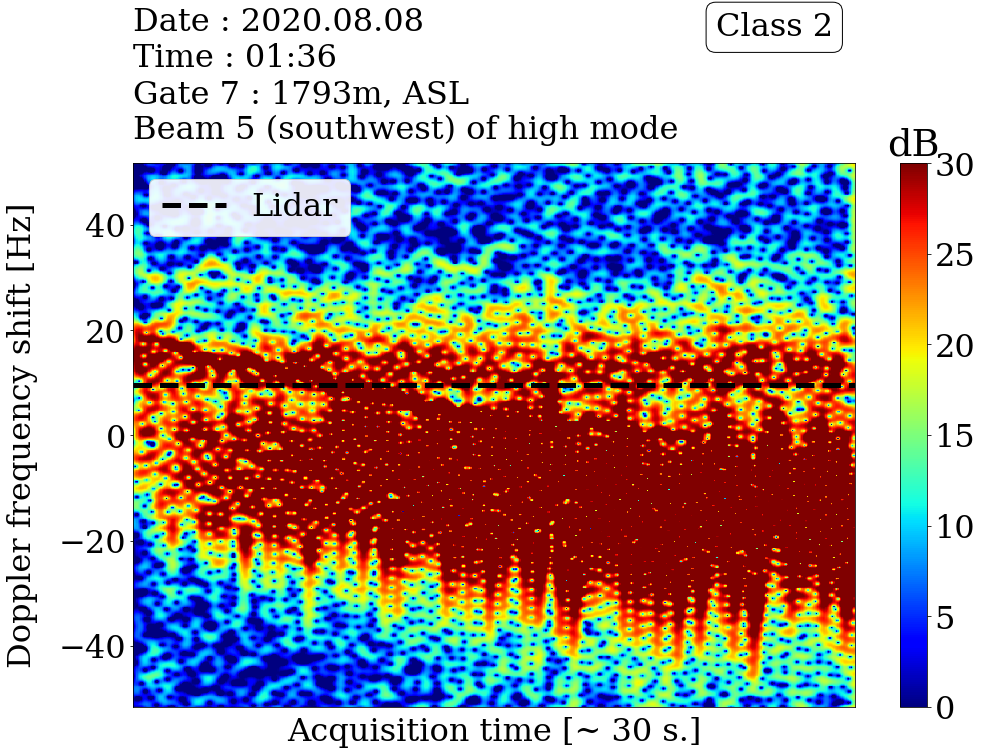 Date : 2020.08.08
Time : 01:36
Gate 7 : 1793m, ASL
Beam 5 (southwest) of high mode
Class 2
dB
Lidar
Doppler frequency shift [Hz]
40
20
0
−20
−40
30
25
20
15
10
5
0
Acquisition time [~ 30 s.]